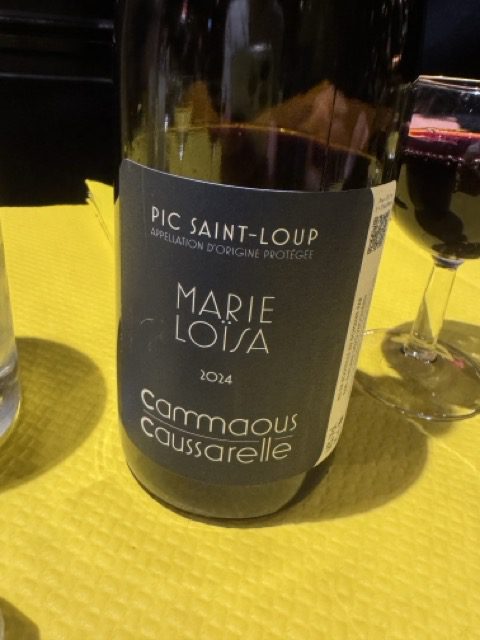 PIC SAINT-LOUP
APPELLATION D'ORIGINE PROTÉGÉE
MARIE
LOÏSA
2024
cammaous
caussarelle